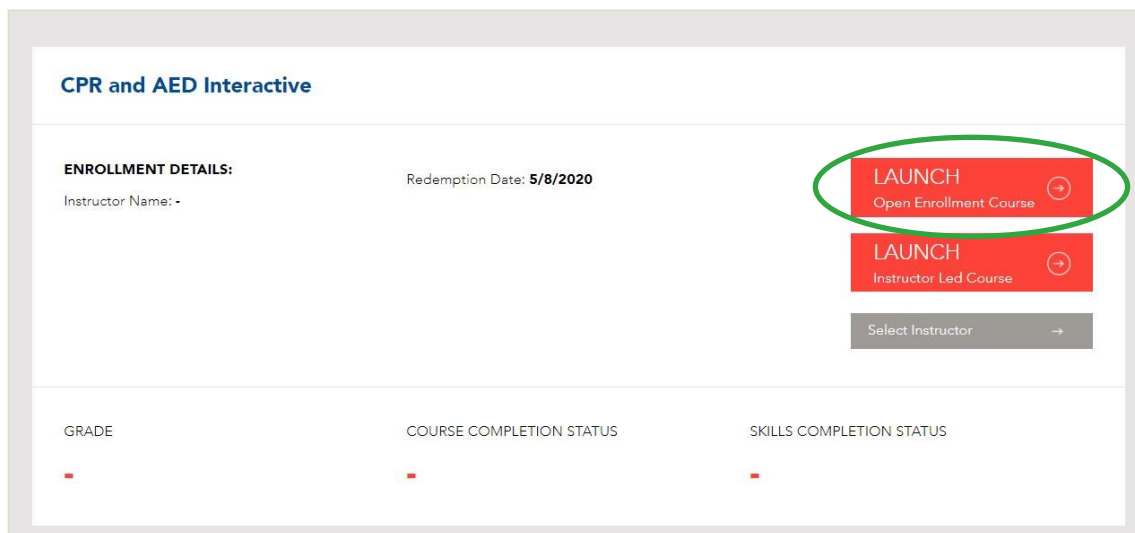 CPR and AED Interactive
ENROLLMENT DETAILS:
Instructor Name: -
Redemption Date: 5/8/2020
LAUNCH
Open Enrollment Course
LAUNCH
Instructor Led Course
Select Instructor
GRADE
-
COURSE COMPLETION STATUS
-
SKILLS COMPLETION STATUS
-